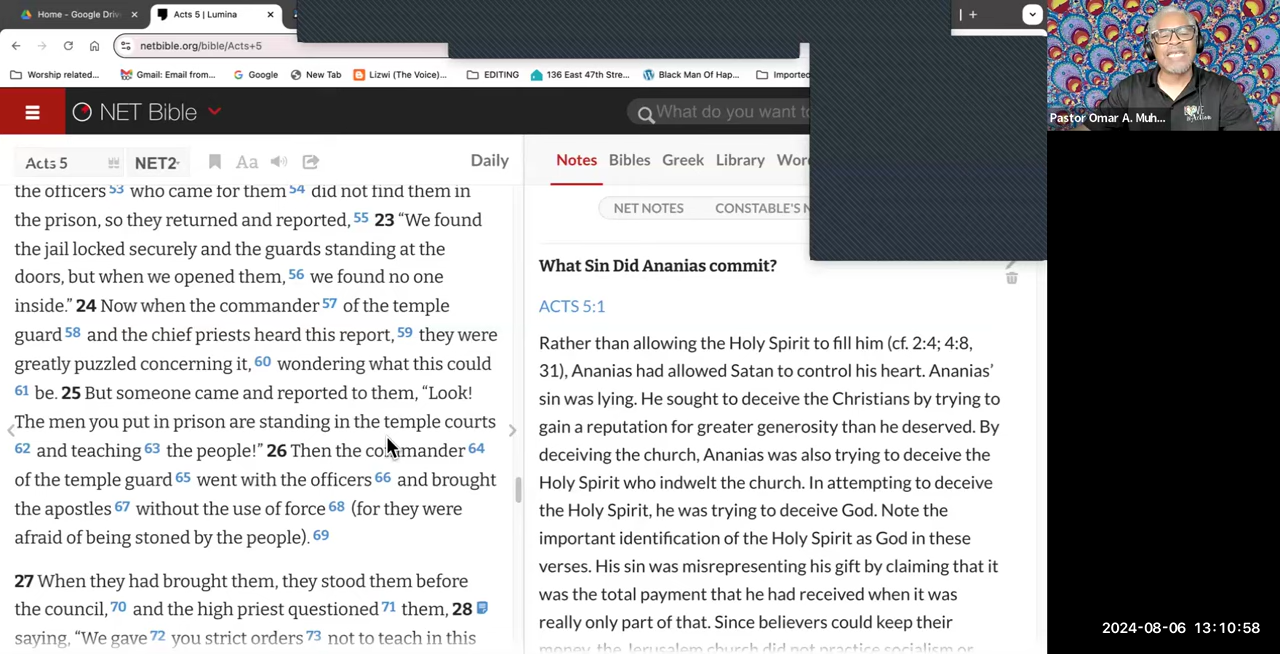 Home - Google Driv
Acts 5 | Lumina
netbible.org/bible/Acts+5
Worship related...
Gmail: Email from...
Google
New Tab
Lizwi (The Voice)...
EDITING
136 East 47th Stre...
Black Man Of Hap...
Imported
NET Bible
What do you want to
Pastor Omar A. Muh...
LOVE
Acts 5
NET2
Aa
Daily
Notes Bibles Greek Library
NET NOTES
CONSTABLE'S
the officers 53 who came for them 54 did not find them in
the prison, so they returned and reported, 55 23 “We found
the jail locked securely and the guards standing at the
doors, but when we opened them, 56 we found no one
inside.” 24 Now when the commander 57 of the temple
guard 58 and the chief priests heard this report, 59 they were
greatly puzzled concerning it, 60 wondering what this could
61 be. 25 But someone came and reported to them, “Look!
The men you put in prison are standing in the temple courts
62 and teaching 63 the people!” 26 Then the commander 64
of the temple guard 65 went with the officers 66 and brought
the apostles 67 without the use of force 68 (for they were
afraid of being stoned by the people). 69
27 When they had brought them, they stood them before
the council, 70 and the high priest questioned 71 them, 28
saying, “We gave 72 you strict orders 73 not to teach in this
What Sin Did Ananias commit?
ACTS 5:1
Rather than allowing the Holy Spirit to fill him (cf. 2:4; 4:8,
31), Ananias had allowed Satan to control his heart. Ananias’
sin was lying. He sought to deceive the Christians by trying to
gain a reputation for greater generosity than he deserved. By
deceiving the church, Ananias was also trying to deceive the
Holy Spirit who indwelt the church. In attempting to deceive
the Holy Spirit, he was trying to deceive God. Note the
important identification of the Holy Spirit as God in these
verses. His sin was misrepresenting his gift by claiming that it
was the total payment that he had received when it was
really only part of that. Since believers could keep their
money, the Jerusalem church did not practice socialism or
2024-08-06 13:10:58